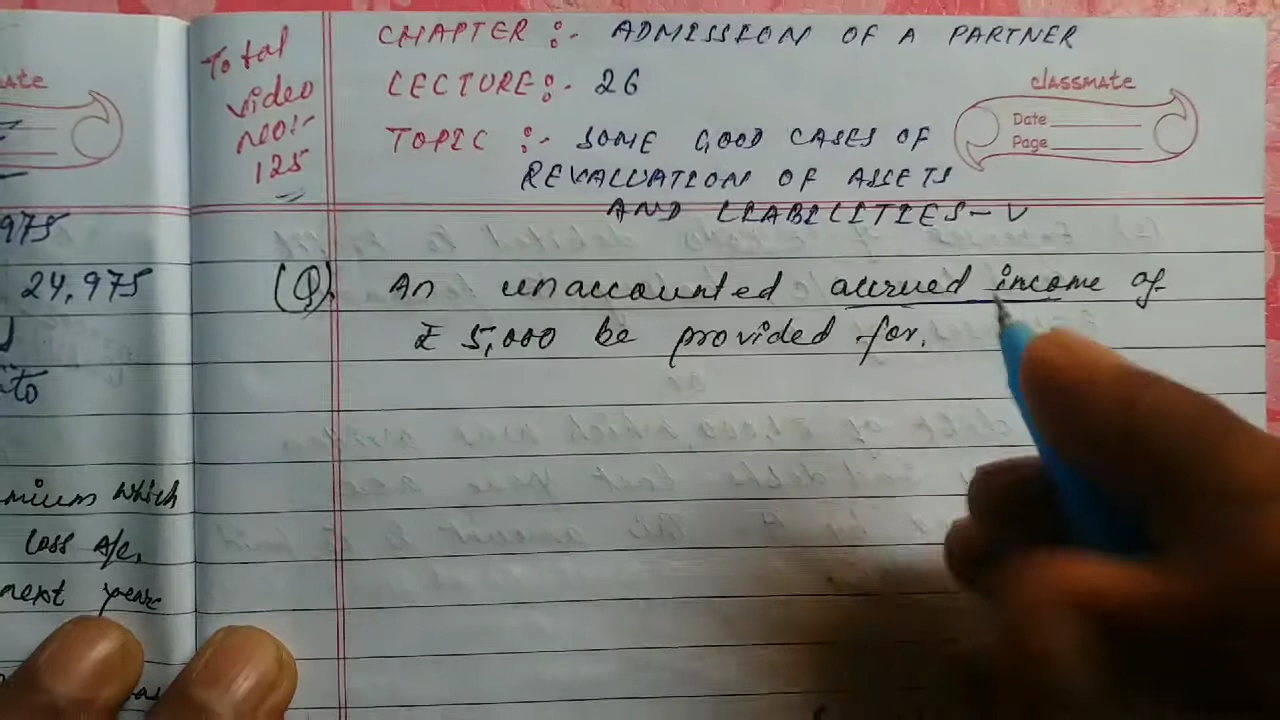 Total
video
no:-
125
CHAPTER :- ADMISSION OF A PARTNER
LECTURE:- 26
TOPIC :- SOME GOOD CASES OF
REVALUATION OF ASSETS
AND LIABILITIES-V
classmate
Date
Page
975
24,975
mium which
loss A/c,
next year
(Q). An unaccounted accrued income of
₹ 5,000 be provided for.